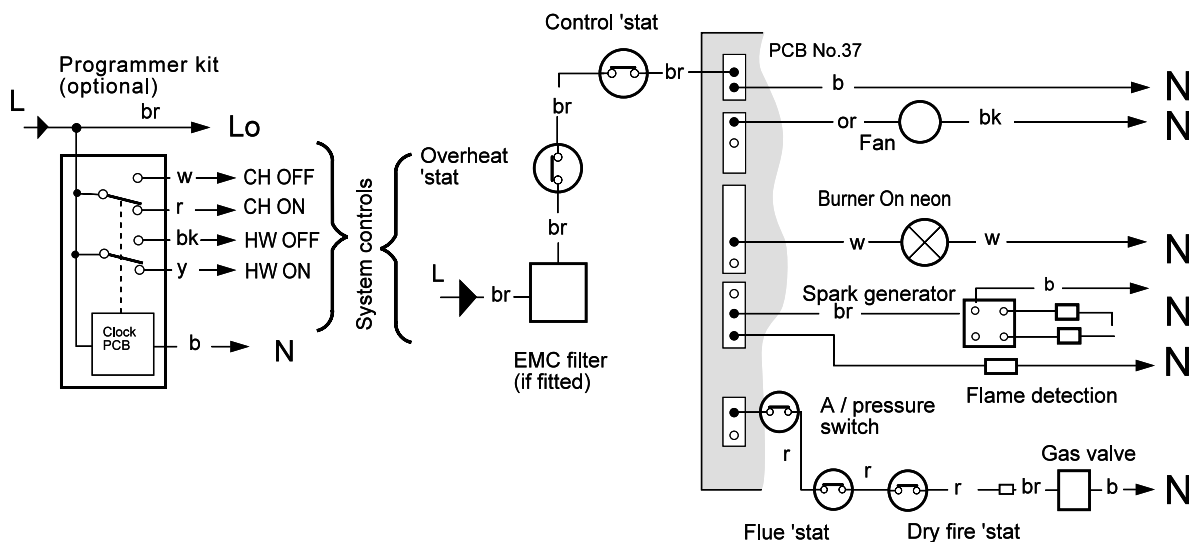 Control 'stat
PCB No.37
Programmer kit
(optional)
L
br
Lo
w
CH OFF
r
CH ON
bk
HW OFF
y
HW ON
Clock
PCB
b
N
System controls
Overheat
'stat
br
br
br
L
br
EMC filter
(if fitted)
b
N
or
Fan
bk
N
Burner On neon
w
w
N
Spark generator
b
br
N
N
Flame detection
A / pressure
switch
r
r
r
Gas valve
br
b
N
Flue 'stat
Dry fire 'stat